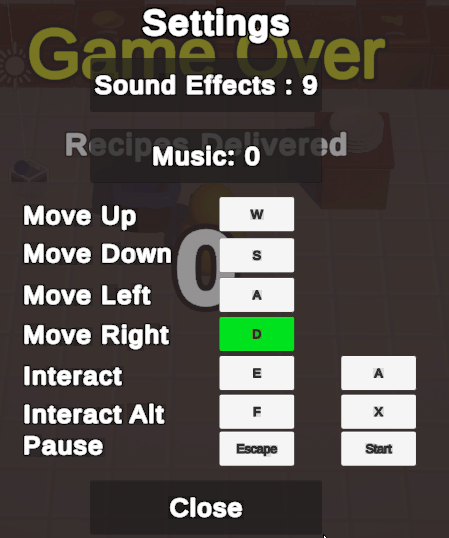 Settings
Game Over
Sound Effects : 9
Recipes Delivered
Music: 0
0
Move Up W
Move Down S
Move Left A
Move Right D
Interact E A
Interact Alt F X
Pause Escape Start
Close